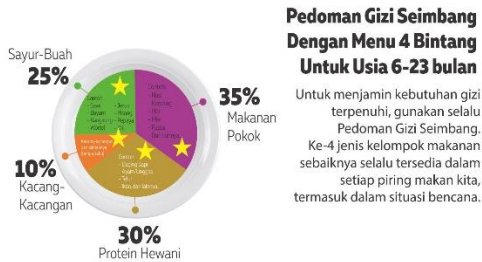 Pedoman Gizi Seimbang
Dengan Menu 4 Bintang
Untuk Usia 6-23 bulan
Untuk menjamin kebutuhan gizi
terpenuhi, gunakan selalu
Pedoman Gizi Seimbang.
Ke-4 jenis kelompok makanan
sebaiknya selalu tersedia dalam
setiap piring makan kita,
termasuk dalam situasi bencana.
Sayur-Buah
25%
35%
Makanan
Pokok
10%
Kacang-
Kacangan
30%
Protein Hewani